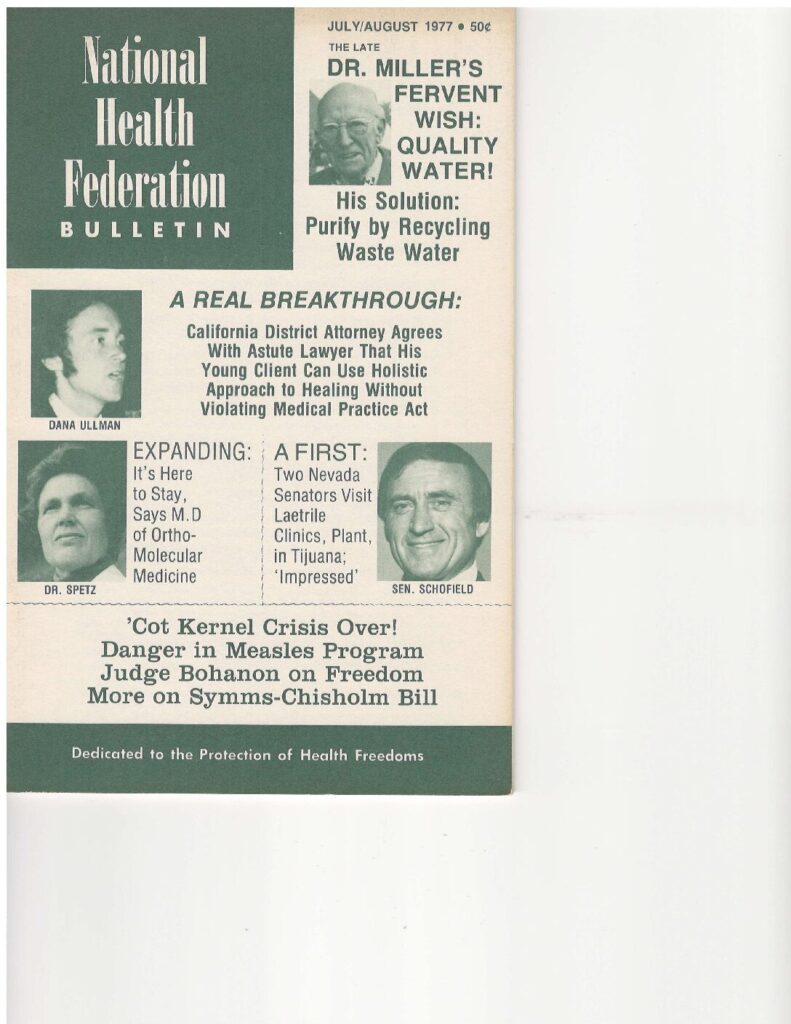 National
Health
Federation
BULLETIN
JULY/AUGUST 1977 • 50¢
THE LATE
DR. MILLER'S
FERVENT
WISH:
QUALITY
WATER!
His Solution:
Purify by Recycling
Waste Water
A REAL BREAKTHROUGH:
California District Attorney Agrees
With Astute Lawyer That His
Young Client Can Use Holistic
Approach to Healing Without
Violating Medical Practice Act
DANA ULLMAN
EXPANDING:
It's Here
to Stay,
Says M.D
of Ortho-
Molecular
Medicine
DR. SPETZ
A FIRST:
Two Nevada
Senators Visit
Laetrile
Clinics, Plant,
in Tijuana;
'Impressed'
SEN. SCHOFIELD
'Cot Kernel Crisis Over!
Danger in Measles Program
Judge Bohanon on Freedom
More on Symms-Chisholm Bill
Dedicated to the Protection of Health Freedoms